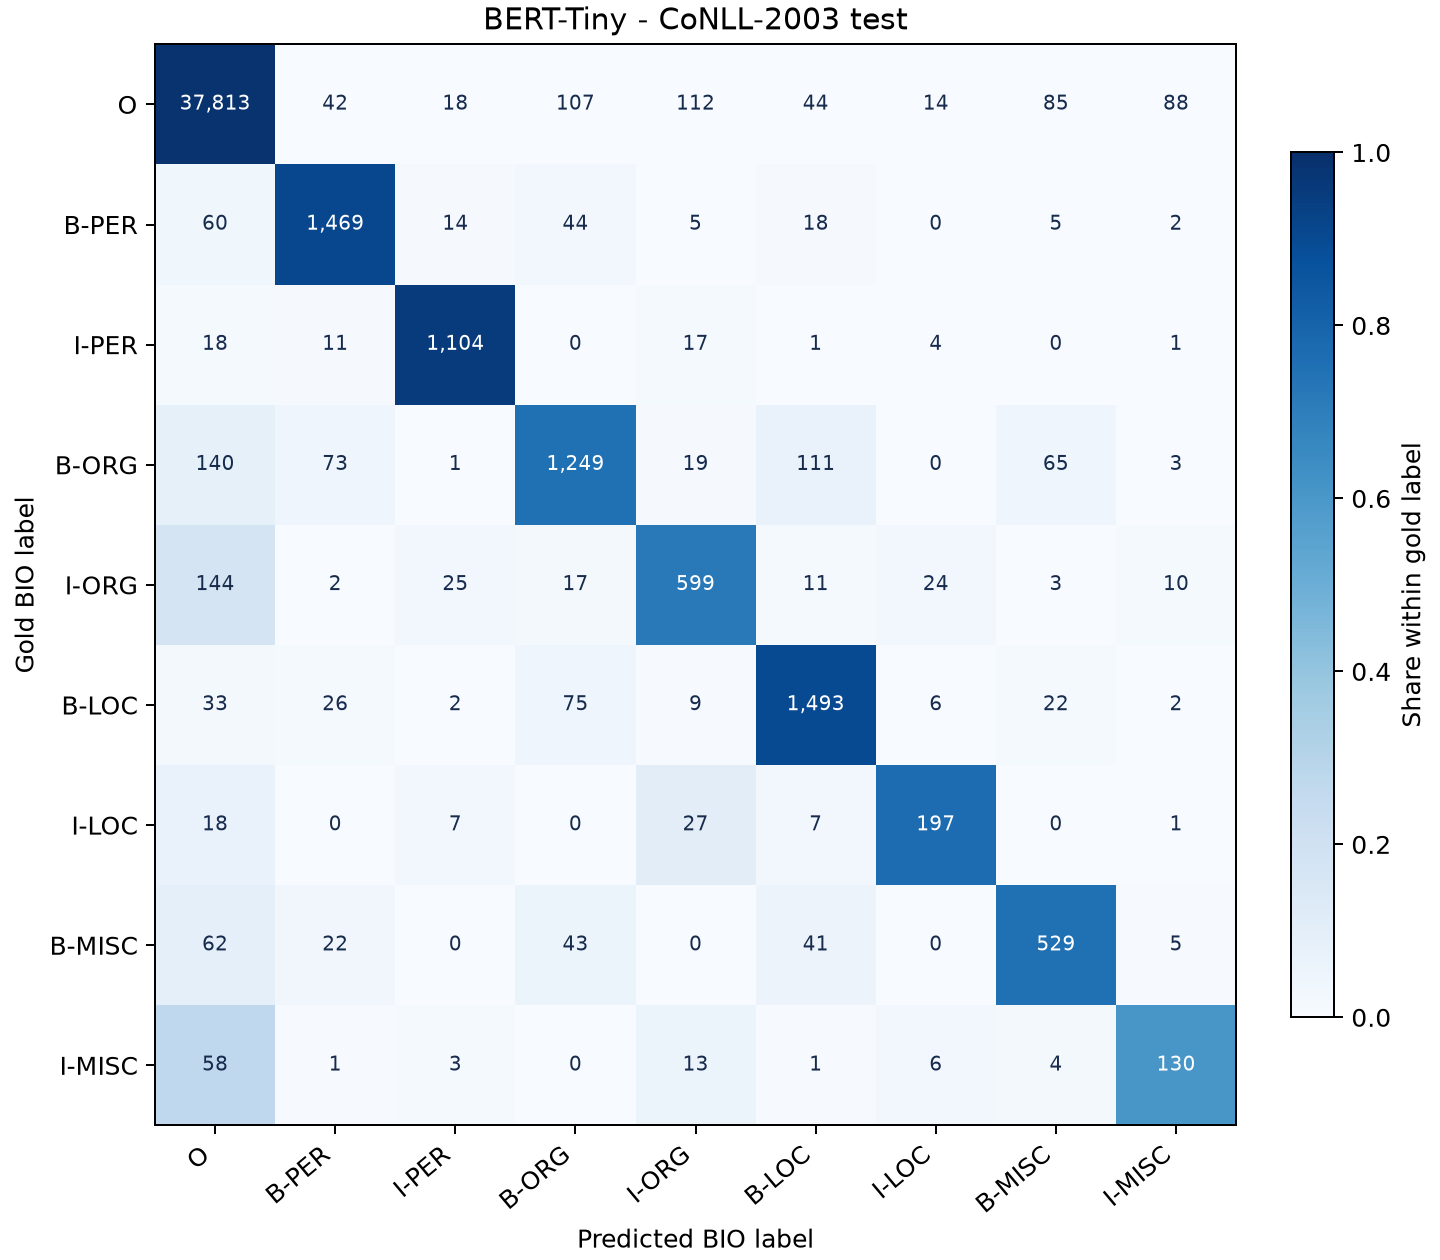 BERT-Tiny - CoNLL-2003 test
O 37,813 42 18 107 112 44 14 85 88
B-PER 60 1,469 14 44 5 18 0 5 2
I-PER 18 11 1,104 0 17 1 4 0 1
B-ORG 140 73 1 1,249 19 111 0 65 3
I-ORG 144 2 25 17 599 11 24 3 10
B-LOC 33 26 2 75 9 1,493 6 22 2
I-LOC 18 0 7 0 27 7 197 0 1
B-MISC 62 22 0 43 0 41 0 529 5
I-MISC 58 1 3 0 13 1 6 4 130
O B-PER I-PER B-ORG I-ORG B-LOC I-LOC B-MISC I-MISC
Predicted BIO label
Gold BIO label
1.0
0.8
0.6
0.4
0.2
0.0
Share within gold label